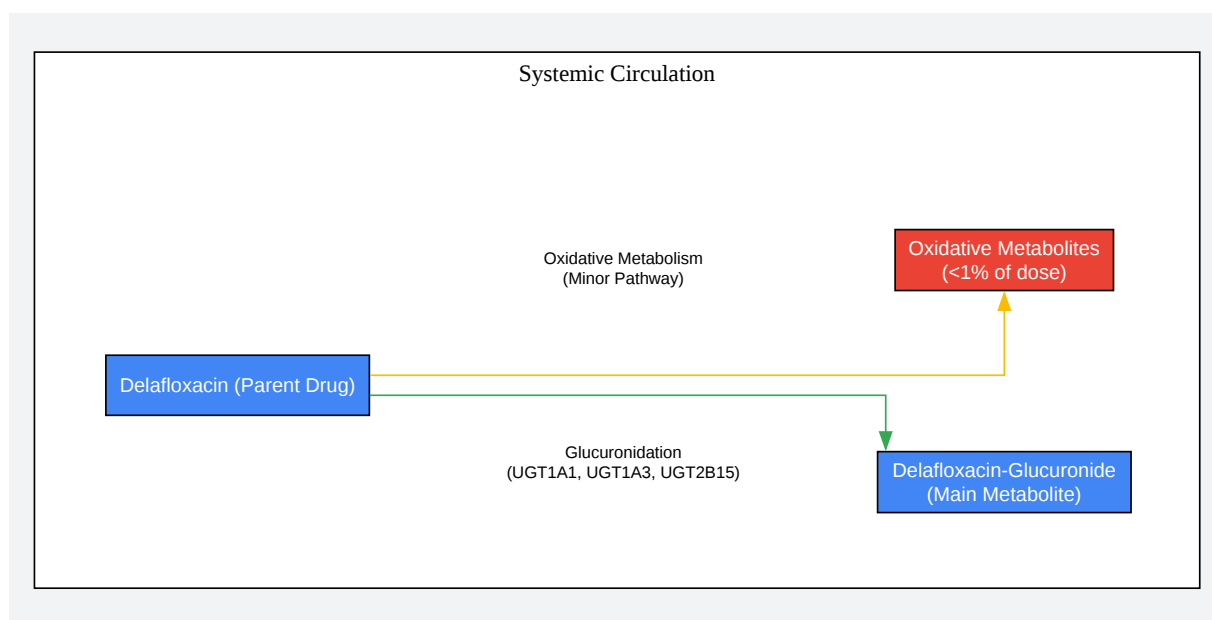 Systemic Circulation
Oxidative Metabolism
(Minor Pathway)
Oxidative Metabolites
(<1% of dose)
Delafloxacin (Parent Drug)
Glucuronidation
(UGT1A1, UGT1A3, UGT2B15)
Delafloxacin-Glucuronide
(Main Metabolite)